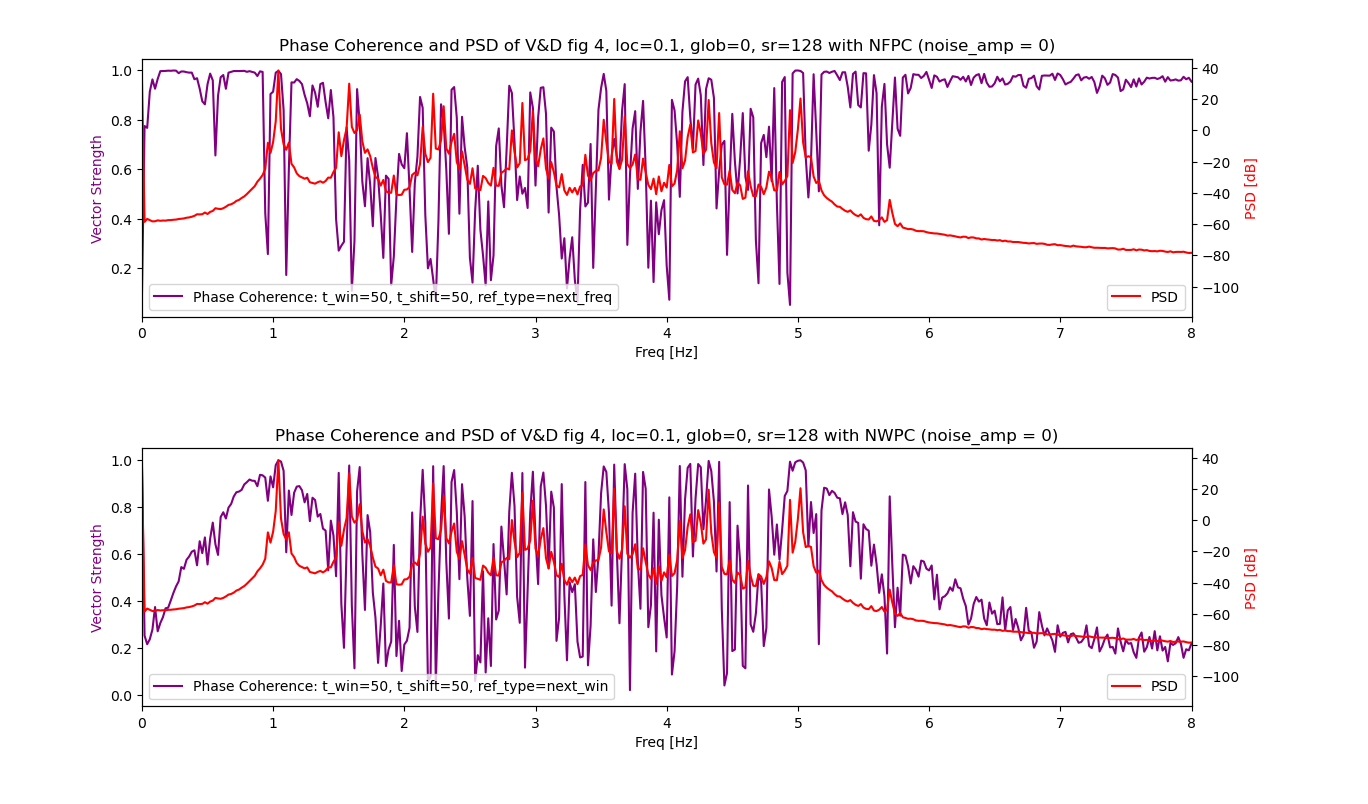 Phase Coherence and PSD of V&D fig 4, loc=0.1, glob=0, sr=128 with NFPC (noise_amp = 0)
1.0
0.8
0.6
0.4
0.2
Vector Strength
40
20
0
−20
−40
−60
−80
−100
PSD [dB]
Phase Coherence: t_win=50, t_shift=50, ref_type=next_freq
PSD
0 1 2 3 4 5 6 7 8
Freq [Hz]
Phase Coherence and PSD of V&D fig 4, loc=0.1, glob=0, sr=128 with NWPC (noise_amp = 0)
1.0
0.8
0.6
0.4
0.2
0.0
Vector Strength
40
20
0
−20
−40
−60
−80
−100
PSD [dB]
Phase Coherence: t_win=50, t_shift=50, ref_type=next_win
PSD
0 1 2 3 4 5 6 7 8
Freq [Hz]